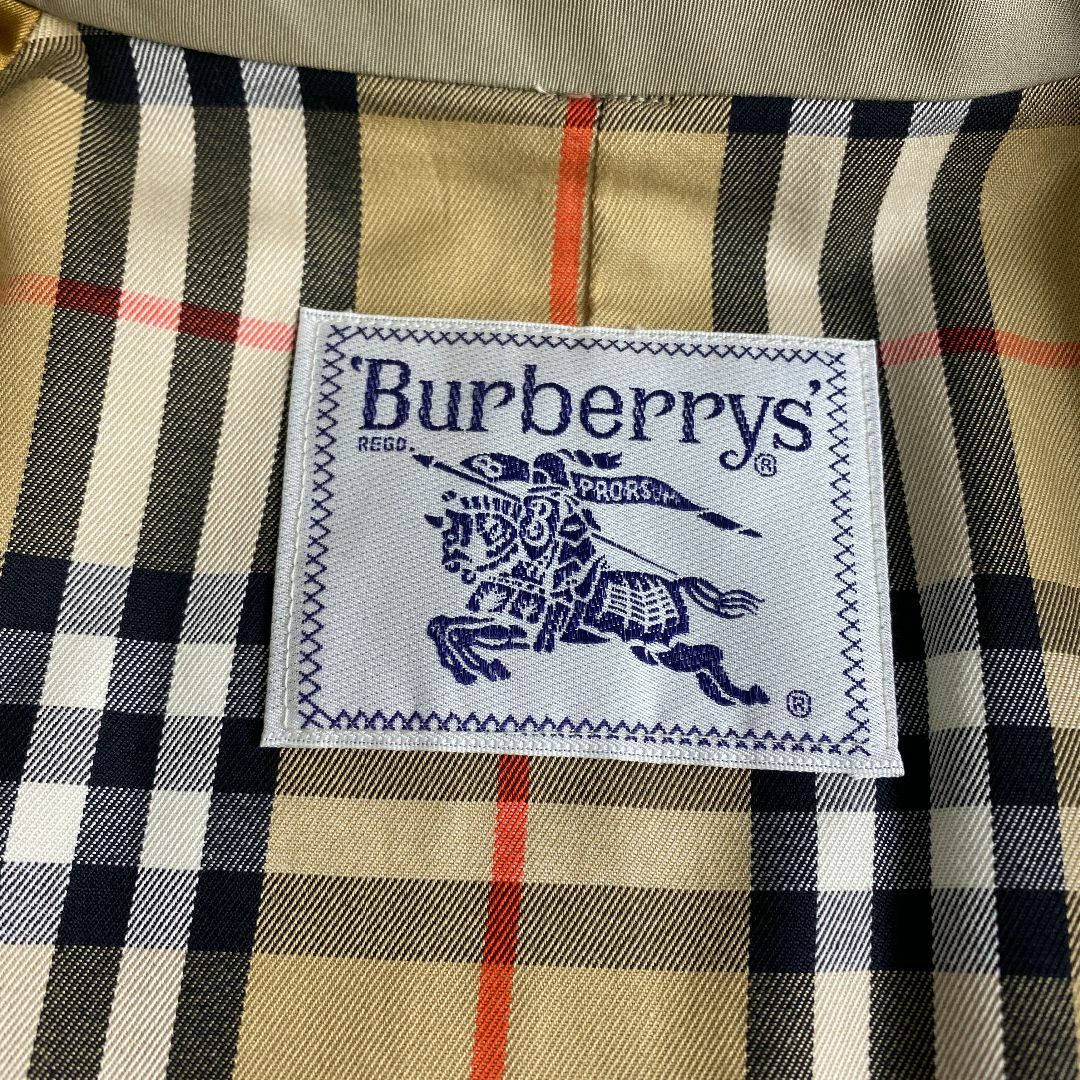 'Burberrys'
REGD. ®
PRORSUM
B
®